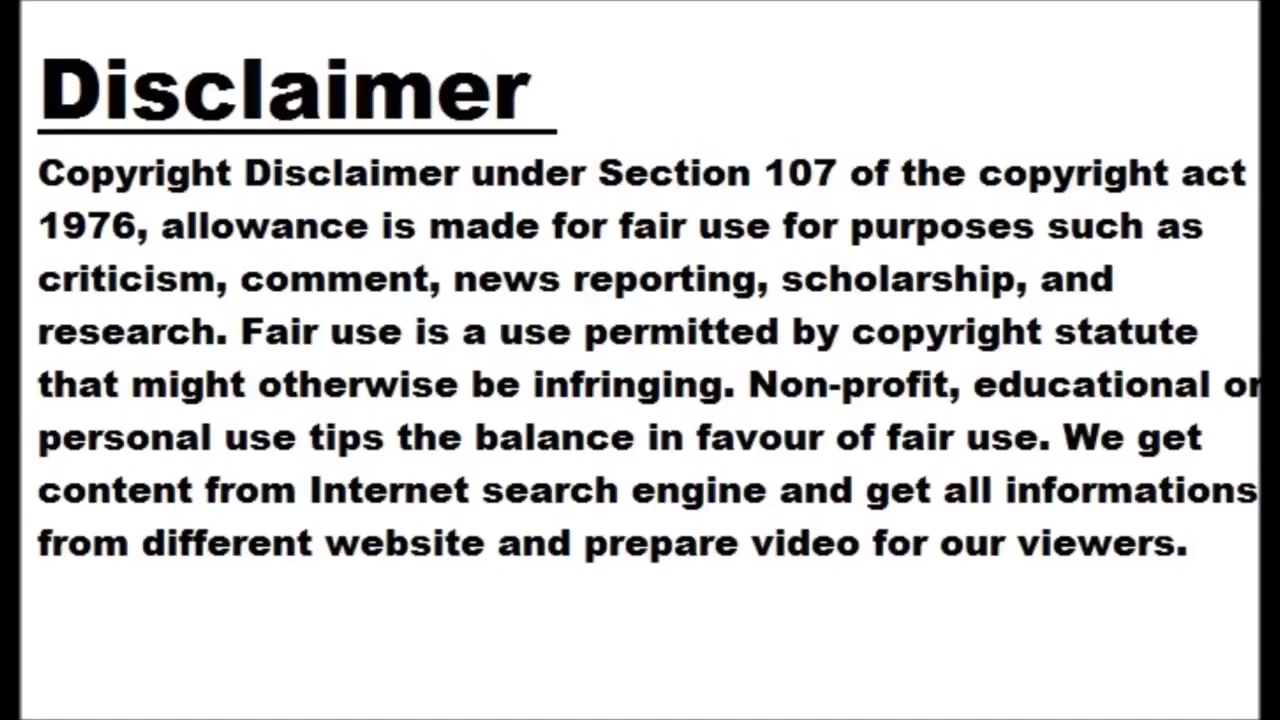 Disclaimer
Copyright Disclaimer under Section 107 of the copyright act
1976, allowance is made for fair use for purposes such as
criticism, comment, news reporting, scholarship, and
research. Fair use is a use permitted by copyright statute
that might otherwise be infringing. Non-profit, educational or
personal use tips the balance in favour of fair use. We get
content from Internet search engine and get all informations
from different website and prepare video for our viewers.